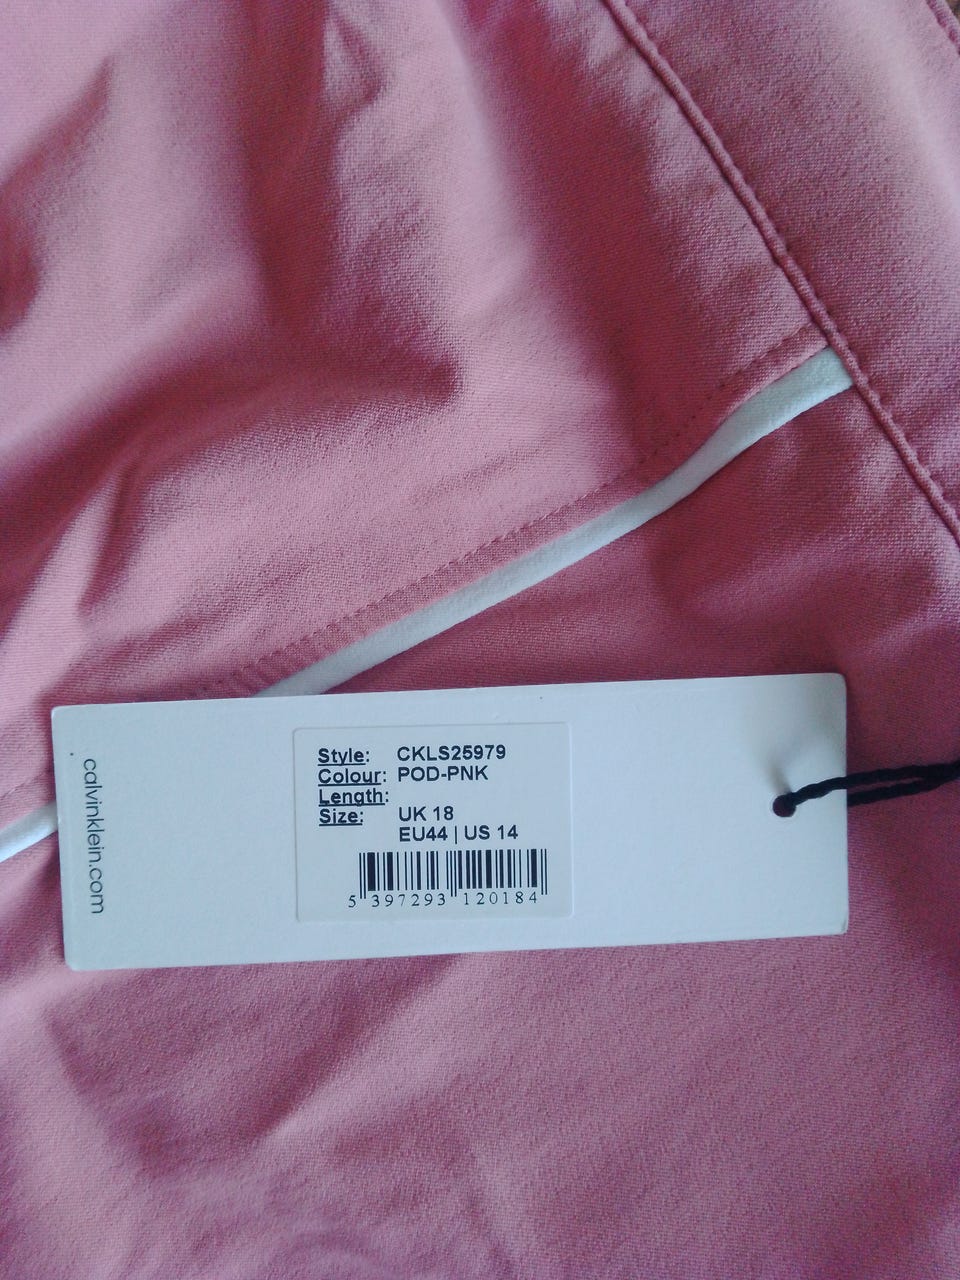 calvinklein.com
Style: CKLS25979
Colour: POD-PNK
Length:
Size: UK 18
EU44 | US 14
5 397293 120184